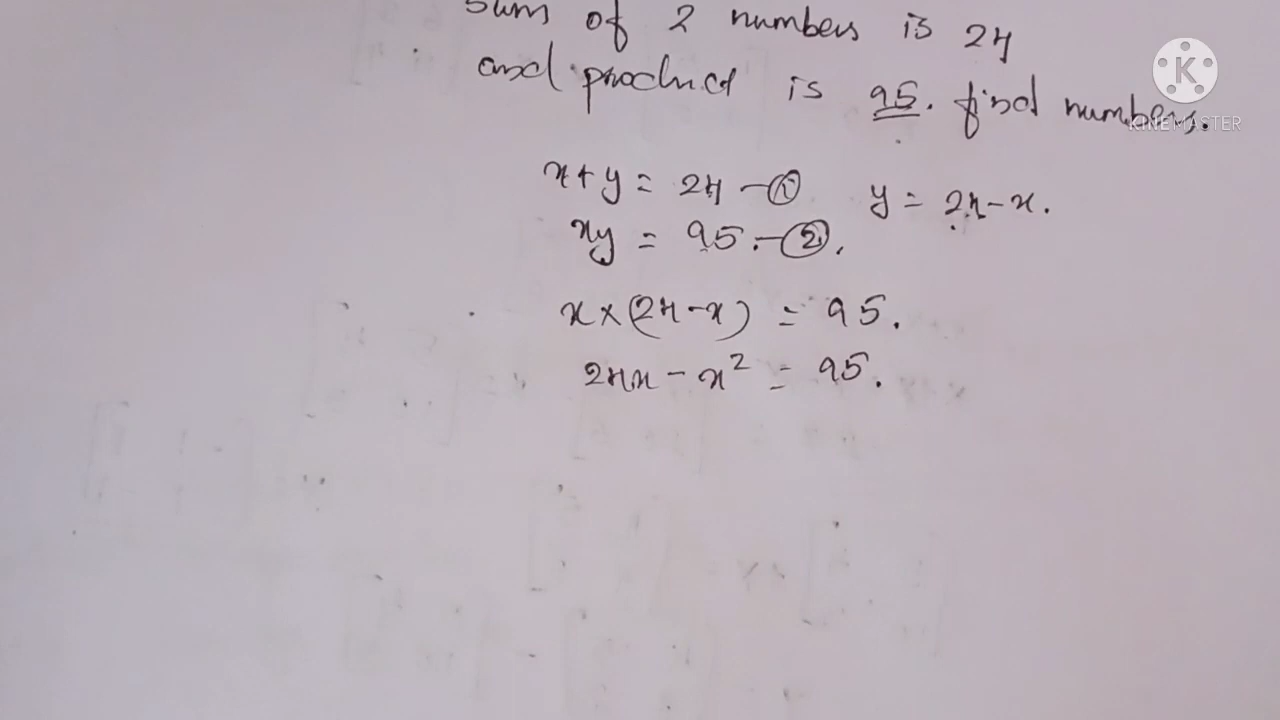 Sum of 2 numbers is 24
and product is 95. find numbers.
x+y = 24 -①
y = 24-x.
xy = 95.-②.
x×(24-x) = 95.
24x - x² = 95.
K
KINEMASTER